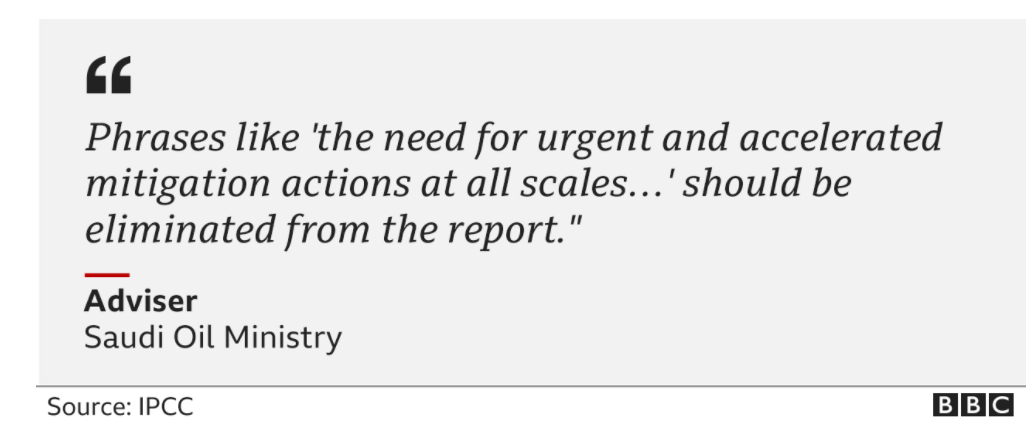 “
Phrases like 'the need for urgent and accelerated
mitigation actions at all scales...' should be
eliminated from the report."
Adviser
Saudi Oil Ministry
Source: IPCC
BBC